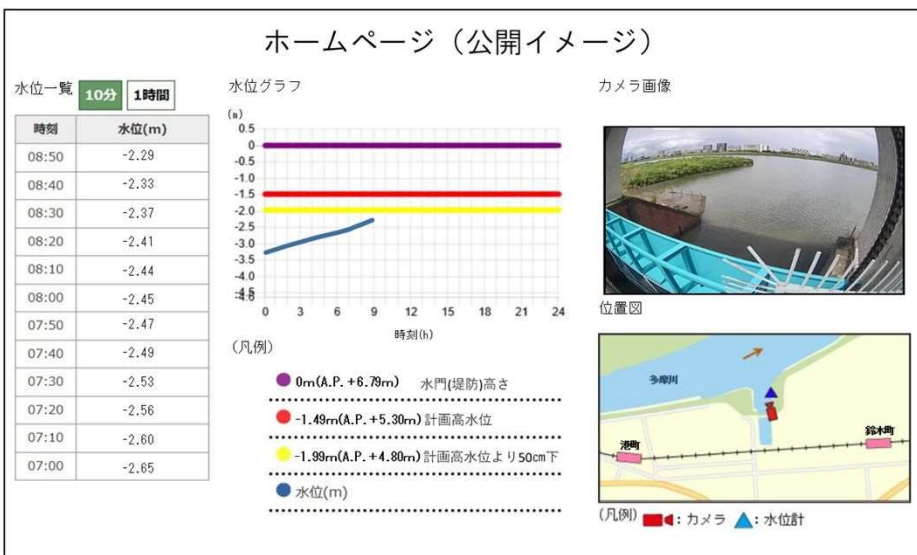 ホームページ（公開イメージ）
水位一覧 10分 1時間
時刻 水位(m)
08:50 -2.29
08:40 -2.33
08:30 -2.37
08:20 -2.41
08:10 -2.44
08:00 -2.45
07:50 -2.47
07:40 -2.49
07:30 -2.53
07:20 -2.56
07:10 -2.60
07:00 -2.65
水位グラフ
(m)
0.5
0
-0.5
-1.0
-1.5
-2.0
-2.5
-3.0
-3.5
-4.0
-4.5
0 3 6 9 12 15 18 21 24
時刻(h)
(凡例)
0m(A.P.+6.79m) 水門(堤防)高さ
-1.49m(A.P.+5.30m)計画高水位
-1.99m(A.P.+4.80m)計画高水位より50cm下
水位(m)
カメラ画像
位置図
多摩川
港町
鈴木町
(凡例) : カメラ : 水位計